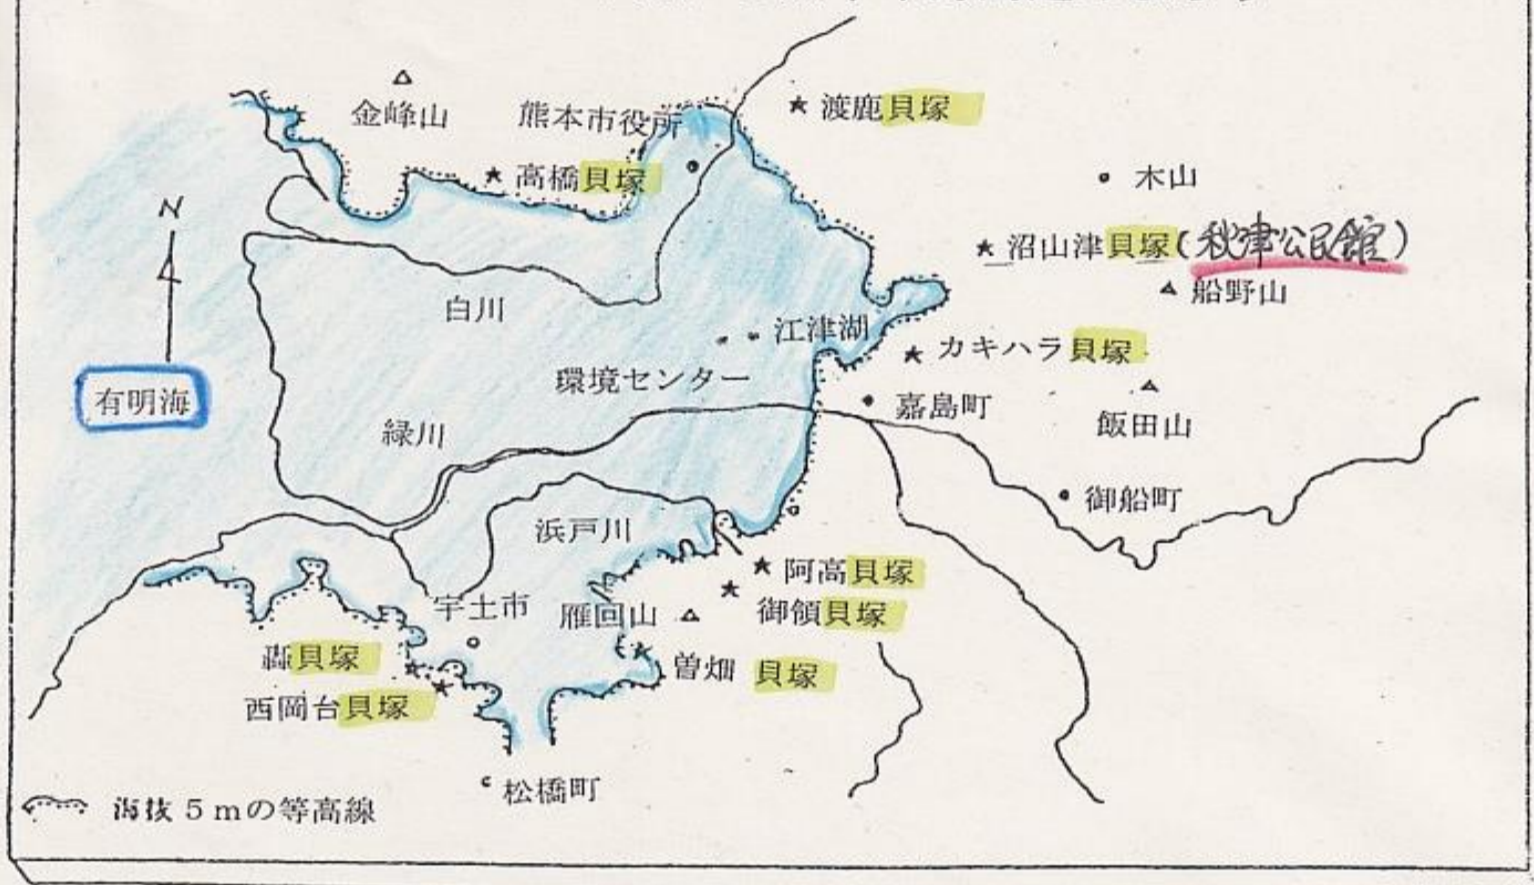 金峰山
熊本市役所
渡鹿貝塚
高橋貝塚
木山
N
沼山津貝塚(秋津公民館)
船野山
白川
江津湖
カキハラ貝塚
環境センター
有明海
嘉島町
緑川
飯田山
御船町
浜戸川
阿高貝塚
宇土市
雁回山
御領貝塚
轟貝塚
曽畑 貝塚
西岡台貝塚
松橋町
海抜5mの等高線